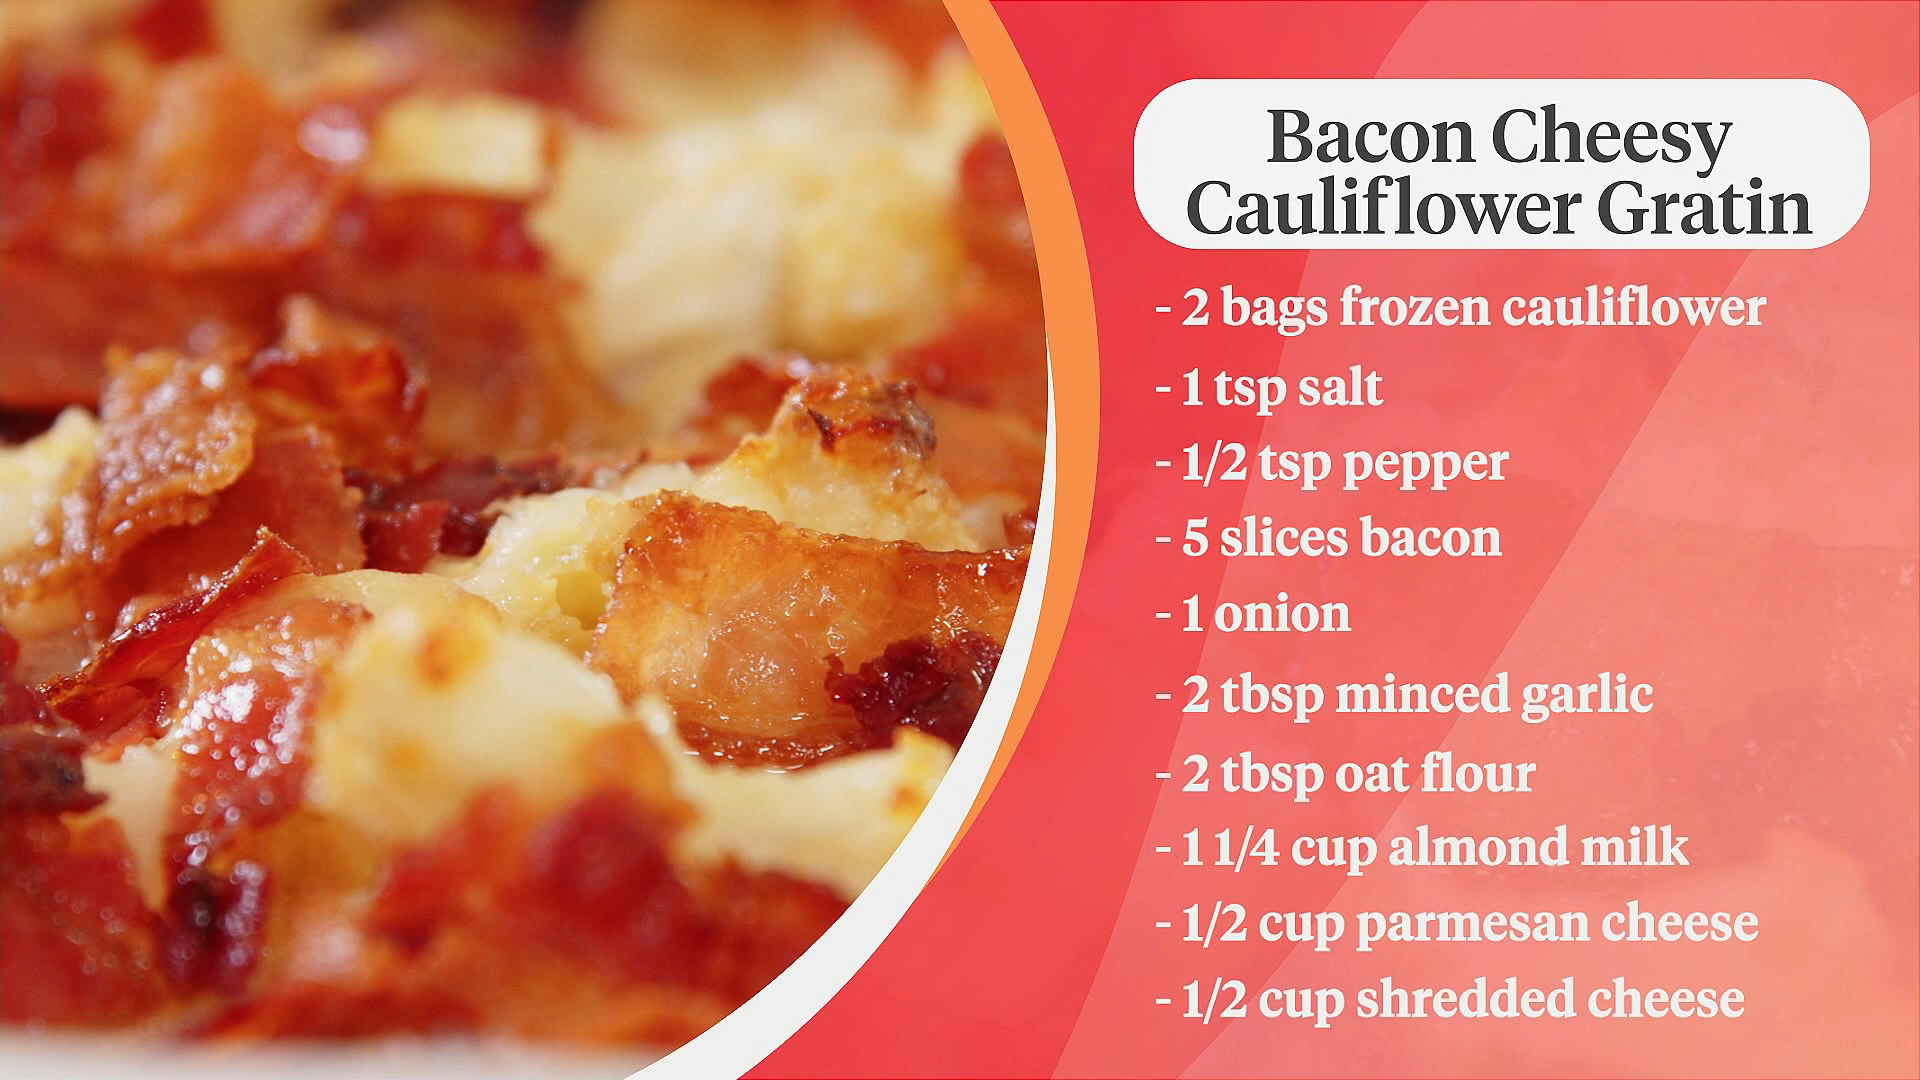 Bacon Cheesy
Cauliflower Gratin
- 2 bags frozen cauliflower
- 1 tsp salt
- 1/2 tsp pepper
- 5 slices bacon
- 1 onion
- 2 tbsp minced garlic
- 2 tbsp oat flour
- 1 1/4 cup almond milk
- 1/2 cup parmesan cheese
- 1/2 cup shredded cheese